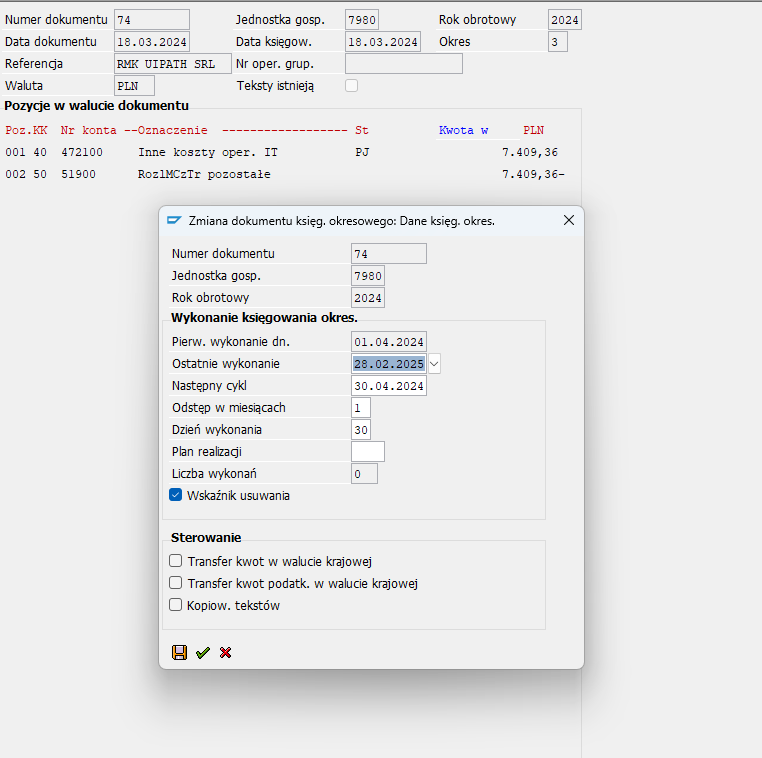 Numer dokumentu 74 Jednostka gosp. 7980 Rok obrotowy 2024
Data dokumentu 18.03.2024 Data księgow. 18.03.2024 Okres 3
Referencja RMK UIPATH SRL Nr oper. grup.
Waluta PLN Teksty istnieją
Pozycje w walucie dokumentu
Poz.KK Nr konta --Oznaczenie ------------------ St Kwota w PLN
001 40 472100 Inne koszty oper. IT PJ 7.409,36
002 50 51900 RozlMCzTr pozostałe 7.409,36-
Zmiana dokumentu księg. okresowego: Dane księg. okres.
Numer dokumentu 74
Jednostka gosp. 7980
Rok obrotowy 2024
Wykonanie księgowania okres.
Pierw. wykonanie dn. 01.04.2024
Ostatnie wykonanie 28.02.2025
Następny cykl 30.04.2024
Odstęp w miesiącach 1
Dzień wykonania 30
Plan realizacji
Liczba wykonań 0
Wskaźnik usuwania
Sterowanie
Transfer kwot w walucie krajowej
Transfer kwot podatk. w walucie krajowej
Kopiow. tekstów